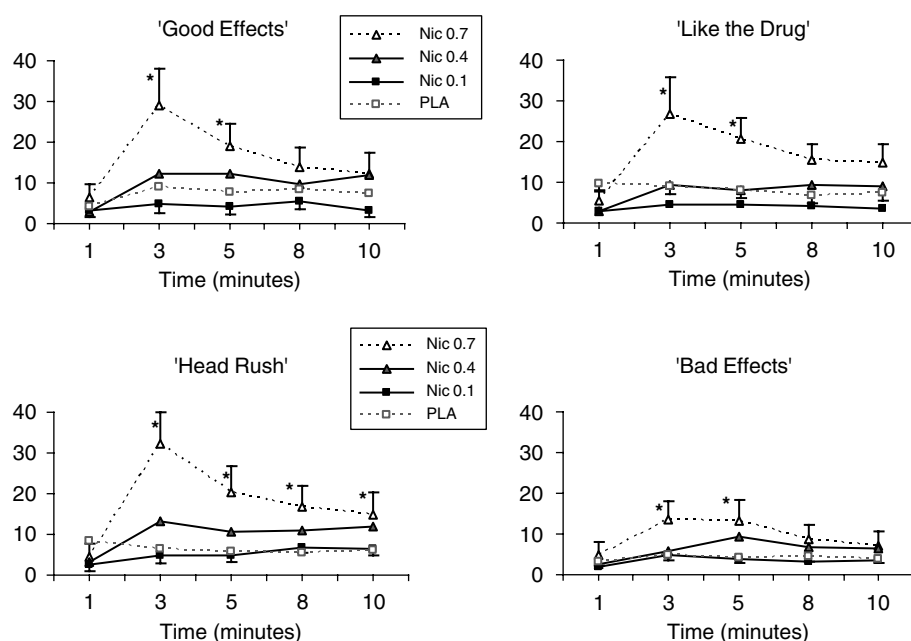 'Good Effects'
Nic 0.7
Nic 0.4
Nic 0.1
PLA
40
30
20
10
0
*
*
1 3 5 8 10
Time (minutes)
'Like the Drug'
40
30
20
10
0
*
*
1 3 5 8 10
Time (minutes)
'Head Rush'
Nic 0.7
Nic 0.4
Nic 0.1
PLA
40
30
20
10
0
*
*
*
*
1 3 5 8 10
Time (minutes)
'Bad Effects'
40
30
20
10
0
*
*
1 3 5 8 10
Time (minutes)